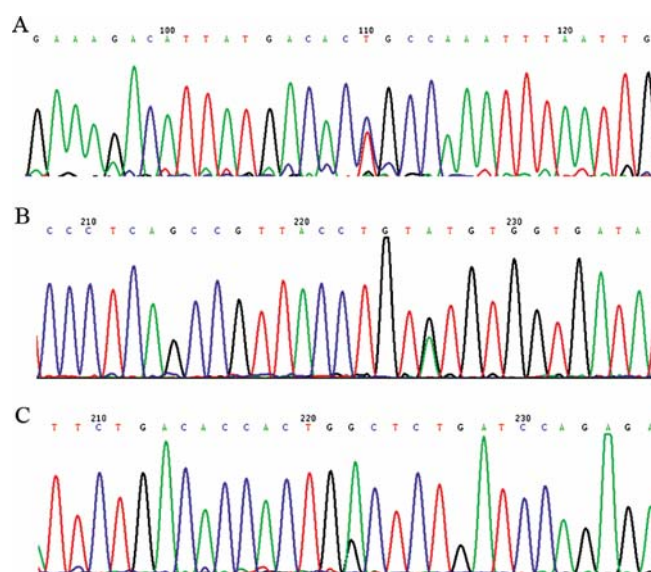 A
100 110 120
G A A A G A C A T T A T G A C A C T G C C A A A T T T A A T T G
B
210 220 230
C C C T C A G C C G T T A C C T G T A T G T G G T G A T A
C
210 220 230
T T C T G A C A C C A C T G G C T C T G A T C C A G A G A